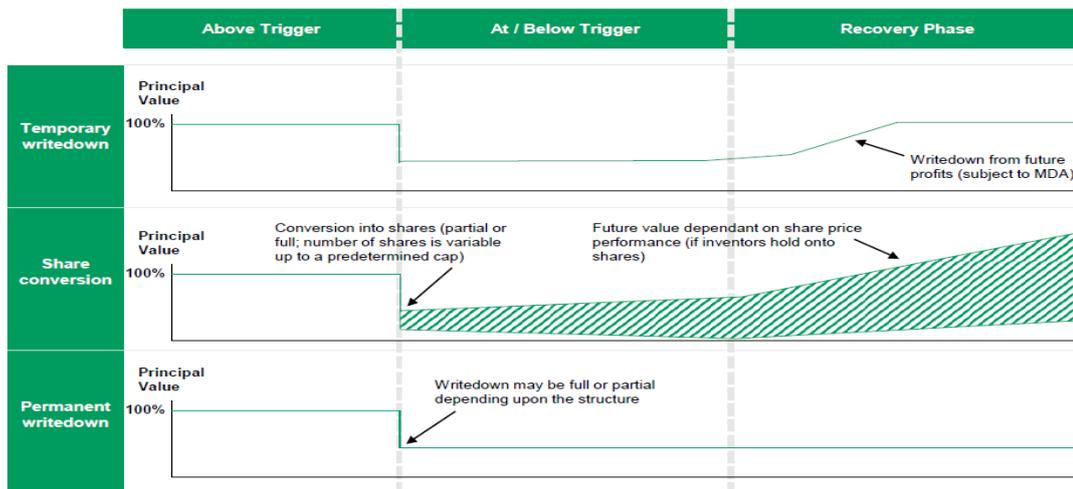 Above Trigger
At / Below Trigger
Recovery Phase
Temporary
writedown
Principal
Value
100%
Writedown from future
profits (subject to MDA)
Share
conversion
Principal
Value
100%
Conversion into shares (partial or
full; number of shares is variable
up to a predetermined cap)
Future value dependant on share price
performance (if inventors hold onto
shares)
Permanent
writedown
Principal
Value
100%
Writedown may be full or partial
depending upon the structure